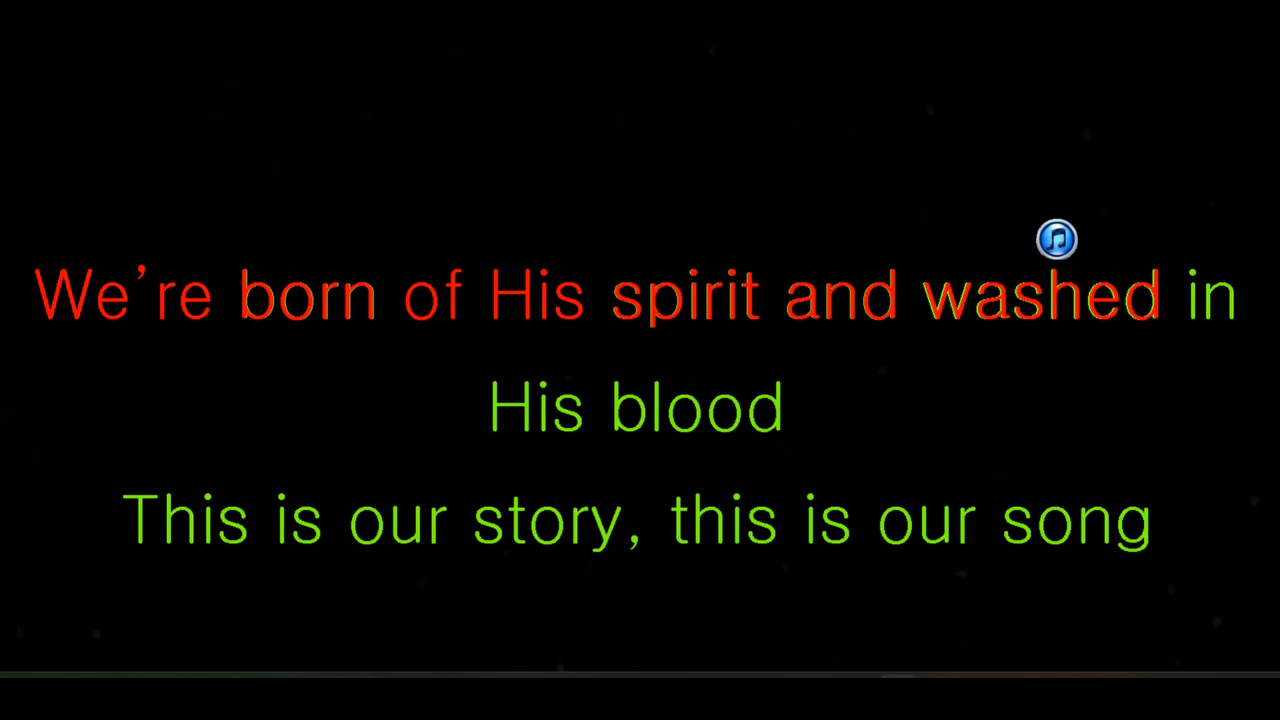 We're born of His spirit and washed in
His blood
This is our story, this is our song